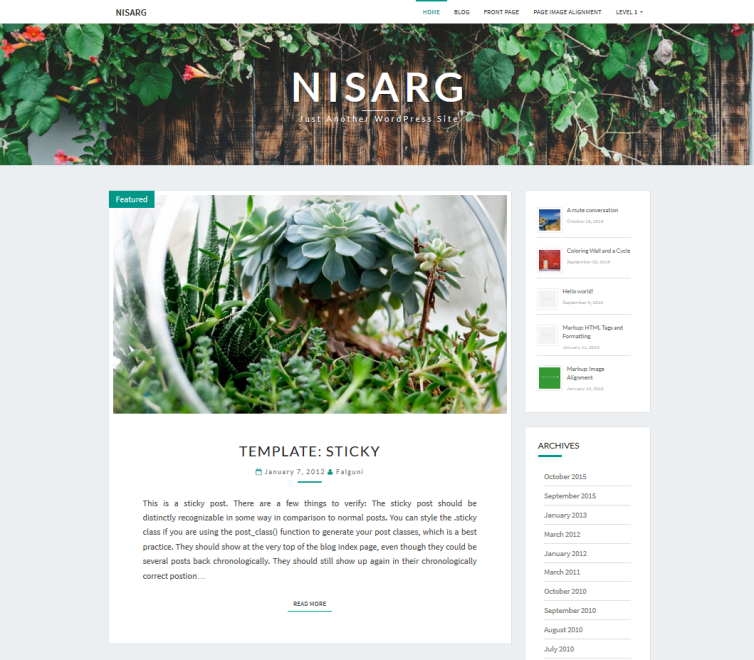 NISARG
HOME BLOG FRONT PAGE PAGE IMAGE ALIGNMENT LEVEL 1
NISARG
Just Another WordPress Site
Featured
TEMPLATE: STICKY
January 7, 2012 Falguni
This is a sticky post. There are a few things to verify: The sticky post should be
distinctly recognizable in some way in comparison to normal posts. You can style the .sticky
class if you are using the post_class() function to generate your post classes, which is a best
practice. They should show at the very top of the blog index page, even though they could be
several posts back chronologically. They should still show up again in their chronologically
correct postion…
READ MORE
A mute conversation
October 16, 2015
Coloring Wall and a Cycle
Hello world!
Markup: HTML Tags and
Formatting
January 11, 2013
Markup: Image
Alignment
January 10, 2013
ARCHIVES
October 2015
September 2015
January 2013
March 2012
January 2012
March 2011
October 2010
September 2010
August 2010
July 2010